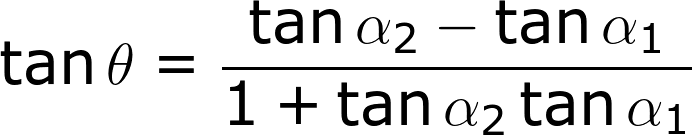 tan θ = (tan α₂ − tan α₁) / (1 + tan α₂ tan α₁)